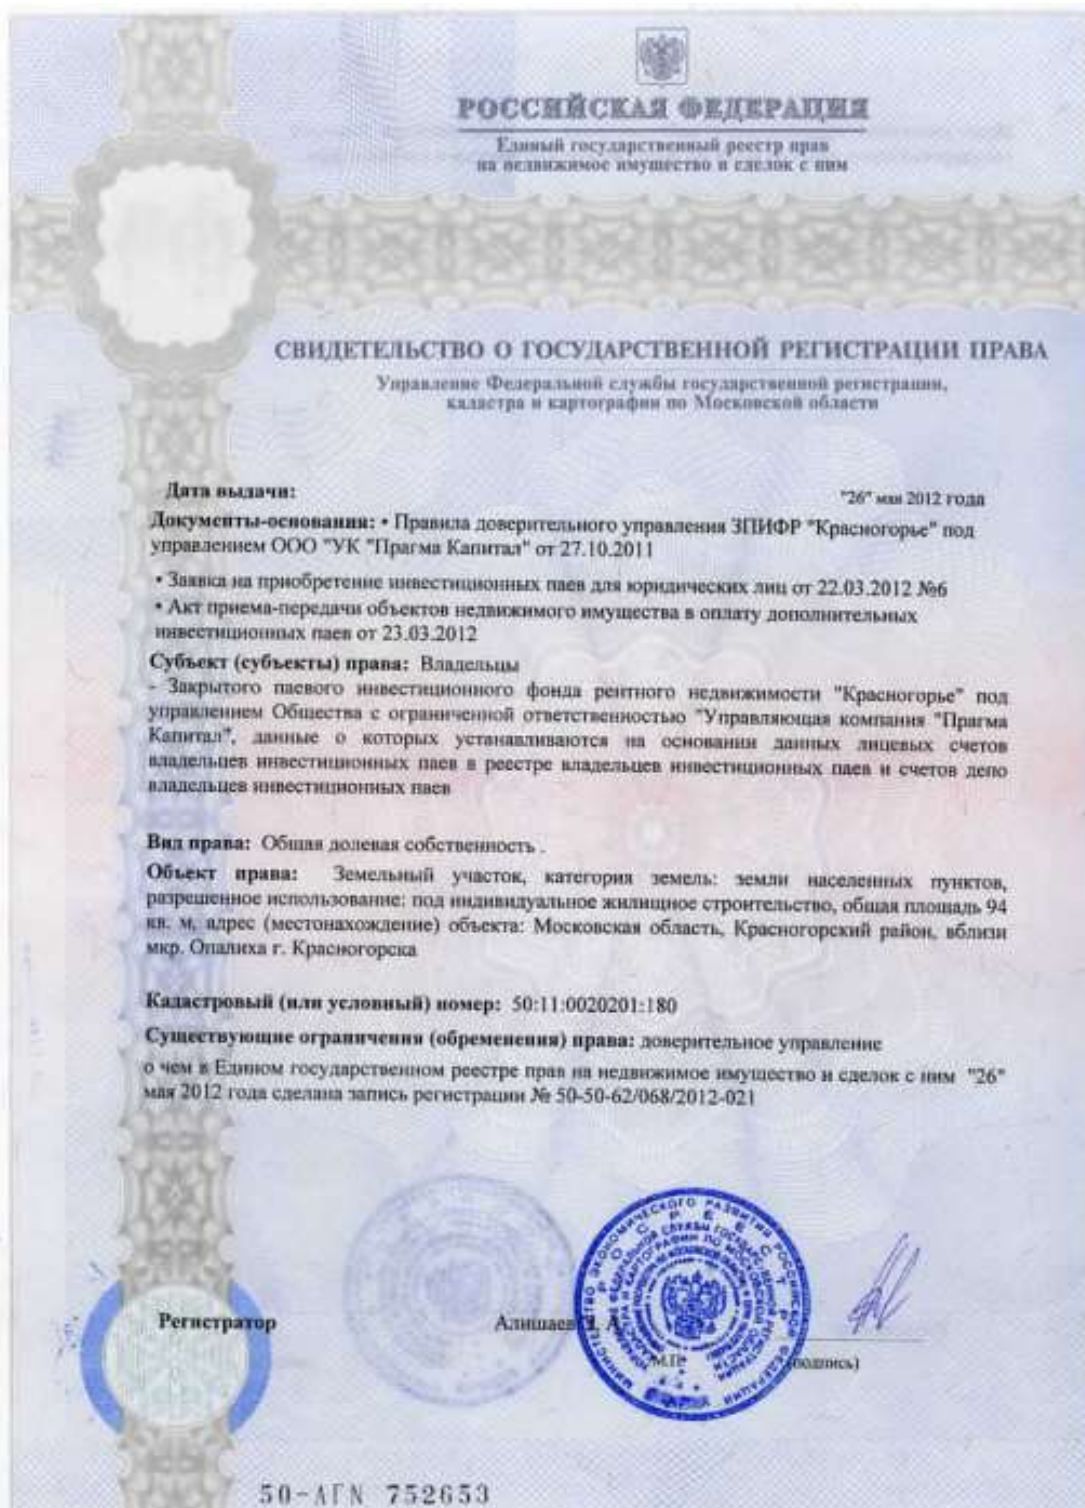 РОССИЙСКАЯ ФЕДЕРАЦИЯ
Единый государственный реестр прав
на недвижимое имущество и сделок с ним
СВИДЕТЕЛЬСТВО О ГОСУДАРСТВЕННОЙ РЕГИСТРАЦИИ ПРАВА
Управление Федеральной службы государственной регистрации,
кадастра и картографии по Московской области
Дата выдачи: "26" мая 2012 года
Документы-основания: • Правила доверительного управления ЗПИФР "Красногорье" под
управлением ООО "УК "Прагма Капитал" от 27.10.2011
• Заявка на приобретение инвестиционных паев для юридических лиц от 22.03.2012 №6
• Акт приема-передачи объектов недвижимого имущества в оплату дополнительных
инвестиционных паев от 23.03.2012
Субъект (субъекты) права: Владельцы
- Закрытого паевого инвестиционного фонда рентного недвижимости "Красногорье" под
управлением Общества с ограниченной ответственностью "Управляющая компания "Прагма
Капитал", данные о которых устанавливаются на основании данных лицевых счетов
владельцев инвестиционных паев в реестре владельцев инвестиционных паев и счетов депо
владельцев инвестиционных паев
Вид права: Общая долевая собственность .
Объект права: Земельный участок, категория земель: земли населенных пунктов,
разрешенное использование: под индивидуальное жилищное строительство, общая площадь 94
кв. м, адрес (местонахождение) объекта: Московская область, Красногорский район, вблизи
мкр. Опалиха г. Красногорска
Кадастровый (или условный) номер: 50:11:0020201:180
Существующие ограничения (обременения) права: доверительное управление
о чем в Едином государственном реестре прав на недвижимое имущество и сделок с ним "26"
мая 2012 года сделана запись регистрации № 50-50-62/068/2012-021
МИНИСТЕРСТВО ЭКОНОМИЧЕСКОГО РАЗВИТИЯ РОССИЙСКОЙ ФЕДЕРАЦИИ
РОСРЕЕСТР
Регистратор Алишаев А.
М.П. (подпись)
50-АГN 752653